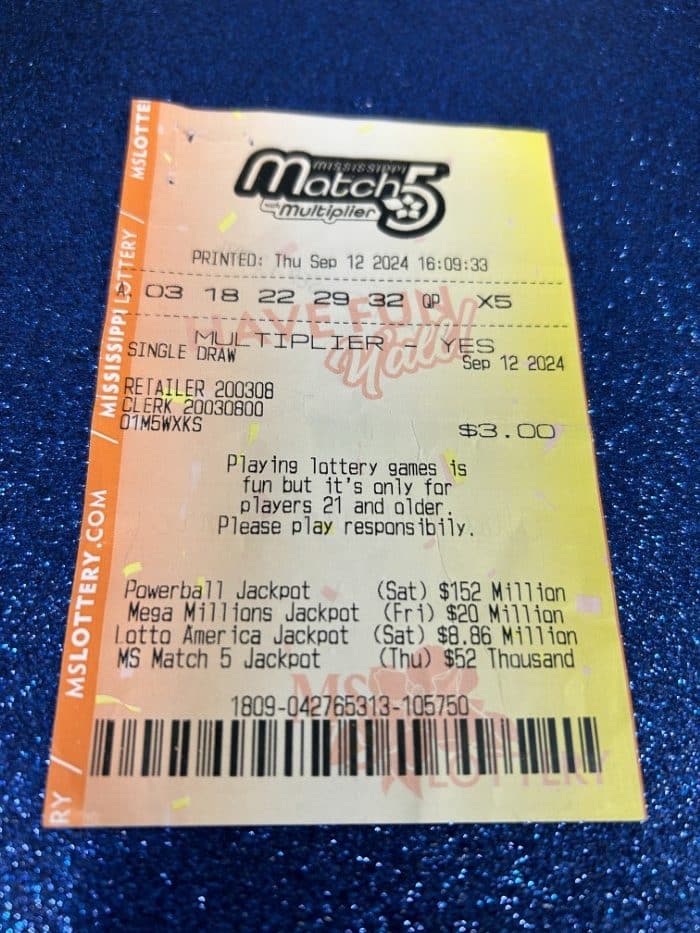 MISSISSIPPI
Match 5
with Multiplier
PRINTED: Thu Sep 12 2024 16:09:33
A. 03 18 22 29 32 QP X5
HAVE FUN
Y'all!
MULTIPLIER - YES
SINGLE DRAW Sep 12 2024
RETAILER 200308
CLERK 20030800
01M5WXKS
$3.00
Playing lottery games is
fun but it's only for
players 21 and older.
Please play responsibily.
Powerball Jackpot (Sat) $152 Million
Mega Millions Jackpot (Fri) $20 Million
Lotto America Jackpot (Sat) $8.86 Million
MS Match 5 Jackpot (Thu) $52 Thousand
1809-042765313-105750
MS
LOTTERY
MSLOTTE
MISSISSIPPI LOTTERY /
MSLOTTERY.COM /
RY /